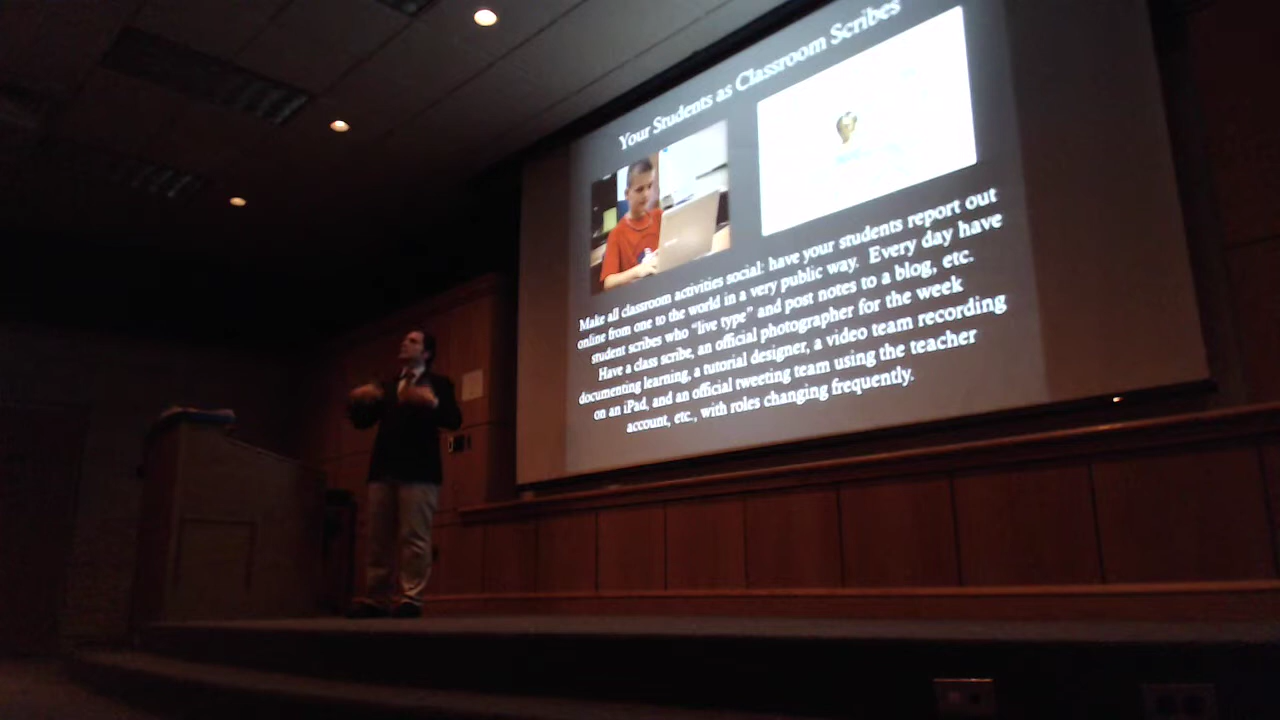 Your Students as Classroom Scribes
Make all classroom activities social: have your students report out
online from one to the world in a very public way. Every day have
student scribes who "live type" and post notes to a blog, etc.
Have a class scribe, an official photographer for the week
documenting learning, a tutorial designer, a video team recording
on an iPad, and an official tweeting team using the teacher
account, etc., with roles changing frequently.